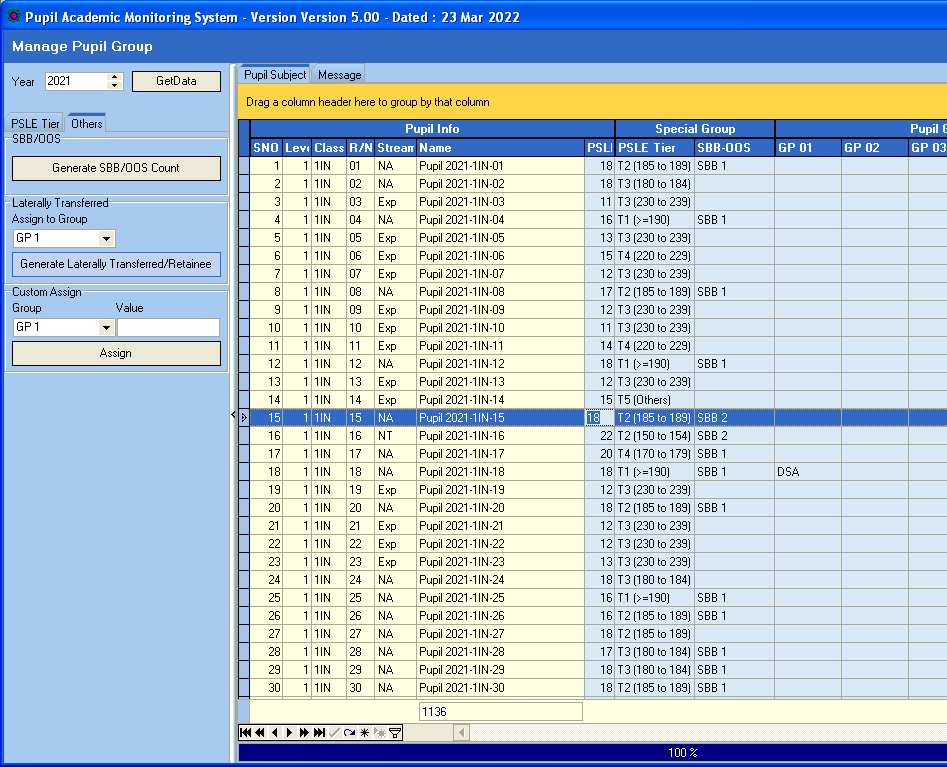 Pupil Academic Monitoring System - Version Version 5.00 - Dated : 23 Mar 2022
Manage Pupil Group
Year 2021 GetData
PSLE Tier Others
SBB/OOS
Generate SBB/OOS Count
Laterally Transferred
Assign to Group
GP 1
Generate Laterally Transferred/Retainee
Custom Assign
Group Value
GP 1
Assign
Pupil Subject Message
Drag a column header here to group by that column
Pupil Info Special Group Pupil G
SNO Leve Class R/N Stream Name PSLI PSLE Tier SBB-OOS GP 01 GP 02 GP 03
1 1 1IN 01 NA Pupil 2021-1IN-01 18 T2 (185 to 189) SBB 1
2 1 1IN 02 NA Pupil 2021-1IN-02 18 T3 (180 to 184)
3 1 1IN 03 Exp Pupil 2021-1IN-03 11 T3 (230 to 239)
4 1 1IN 04 NA Pupil 2021-1IN-04 16 T1 (>=190) SBB 1
5 1 1IN 05 Exp Pupil 2021-1IN-05 13 T3 (230 to 239)
6 1 1IN 06 Exp Pupil 2021-1IN-06 15 T4 (220 to 229)
7 1 1IN 07 Exp Pupil 2021-1IN-07 12 T3 (230 to 239)
8 1 1IN 08 NA Pupil 2021-1IN-08 17 T2 (185 to 189) SBB 1
9 1 1IN 09 Exp Pupil 2021-1IN-09 12 T3 (230 to 239)
10 1 1IN 10 Exp Pupil 2021-1IN-10 11 T3 (230 to 239)
11 1 1IN 11 Exp Pupil 2021-1IN-11 14 T4 (220 to 229)
12 1 1IN 12 NA Pupil 2021-1IN-12 18 T1 (>=190) SBB 1
13 1 1IN 13 Exp Pupil 2021-1IN-13 12 T3 (230 to 239)
14 1 1IN 14 Exp Pupil 2021-1IN-14 15 T5 (Others)
15 1 1IN 15 NA Pupil 2021-1IN-15 18 T2 (185 to 189) SBB 2
16 1 1IN 16 NT Pupil 2021-1IN-16 22 T2 (150 to 154) SBB 2
17 1 1IN 17 NA Pupil 2021-1IN-17 20 T4 (170 to 179) SBB 1
18 1 1IN 18 NA Pupil 2021-1IN-18 18 T1 (>=190) SBB 1 DSA
19 1 1IN 19 Exp Pupil 2021-1IN-19 12 T3 (230 to 239)
20 1 1IN 20 NA Pupil 2021-1IN-20 18 T2 (185 to 189) SBB 1
21 1 1IN 21 Exp Pupil 2021-1IN-21 12 T3 (230 to 239)
22 1 1IN 22 Exp Pupil 2021-1IN-22 12 T3 (230 to 239)
23 1 1IN 23 Exp Pupil 2021-1IN-23 13 T3 (230 to 239)
24 1 1IN 24 NA Pupil 2021-1IN-24 18 T3 (180 to 184)
25 1 1IN 25 NA Pupil 2021-1IN-25 16 T1 (>=190) SBB 1
26 1 1IN 26 NA Pupil 2021-1IN-26 16 T2 (185 to 189) SBB 1
27 1 1IN 27 NA Pupil 2021-1IN-27 18 T2 (185 to 189)
28 1 1IN 28 NA Pupil 2021-1IN-28 17 T3 (180 to 184) SBB 1
29 1 1IN 29 NA Pupil 2021-1IN-29 18 T3 (180 to 184) SBB 1
30 1 1IN 30 NA Pupil 2021-1IN-30 18 T2 (185 to 189) SBB 1
1136
100 %